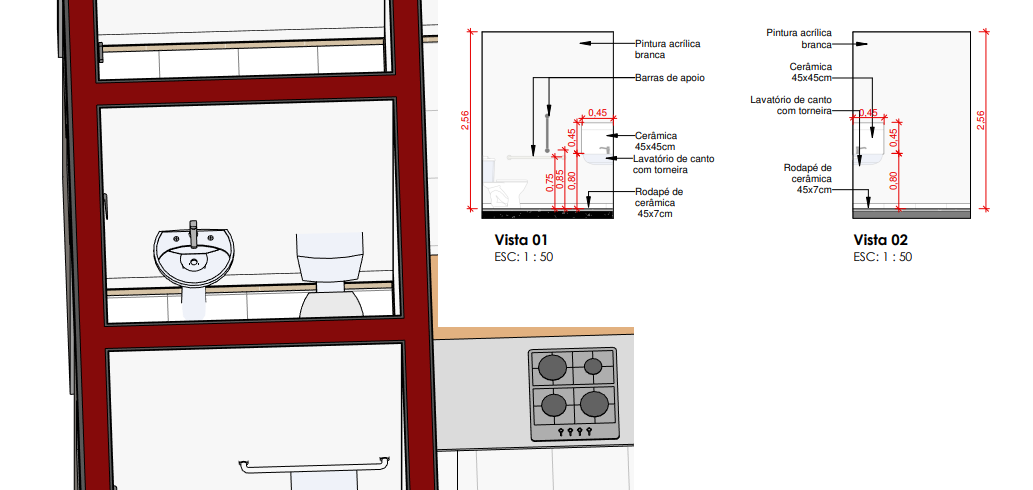 Pintura acrílica
branca
Barras de apoio
2,56
0,45
0,45
0,75
0,85
0,80
Cerâmica
45x45cm
Lavatório de canto
com torneira
Rodapé de
cerâmica
45x7cm
Vista 01
ESC: 1 : 50
Pintura acrílica
branca
Cerâmica
45x45cm
Lavatório de canto
com torneira
0,45
0,45
0,80
2,56
Rodapé de
cerâmica
45x7cm
Vista 02
ESC: 1 : 50